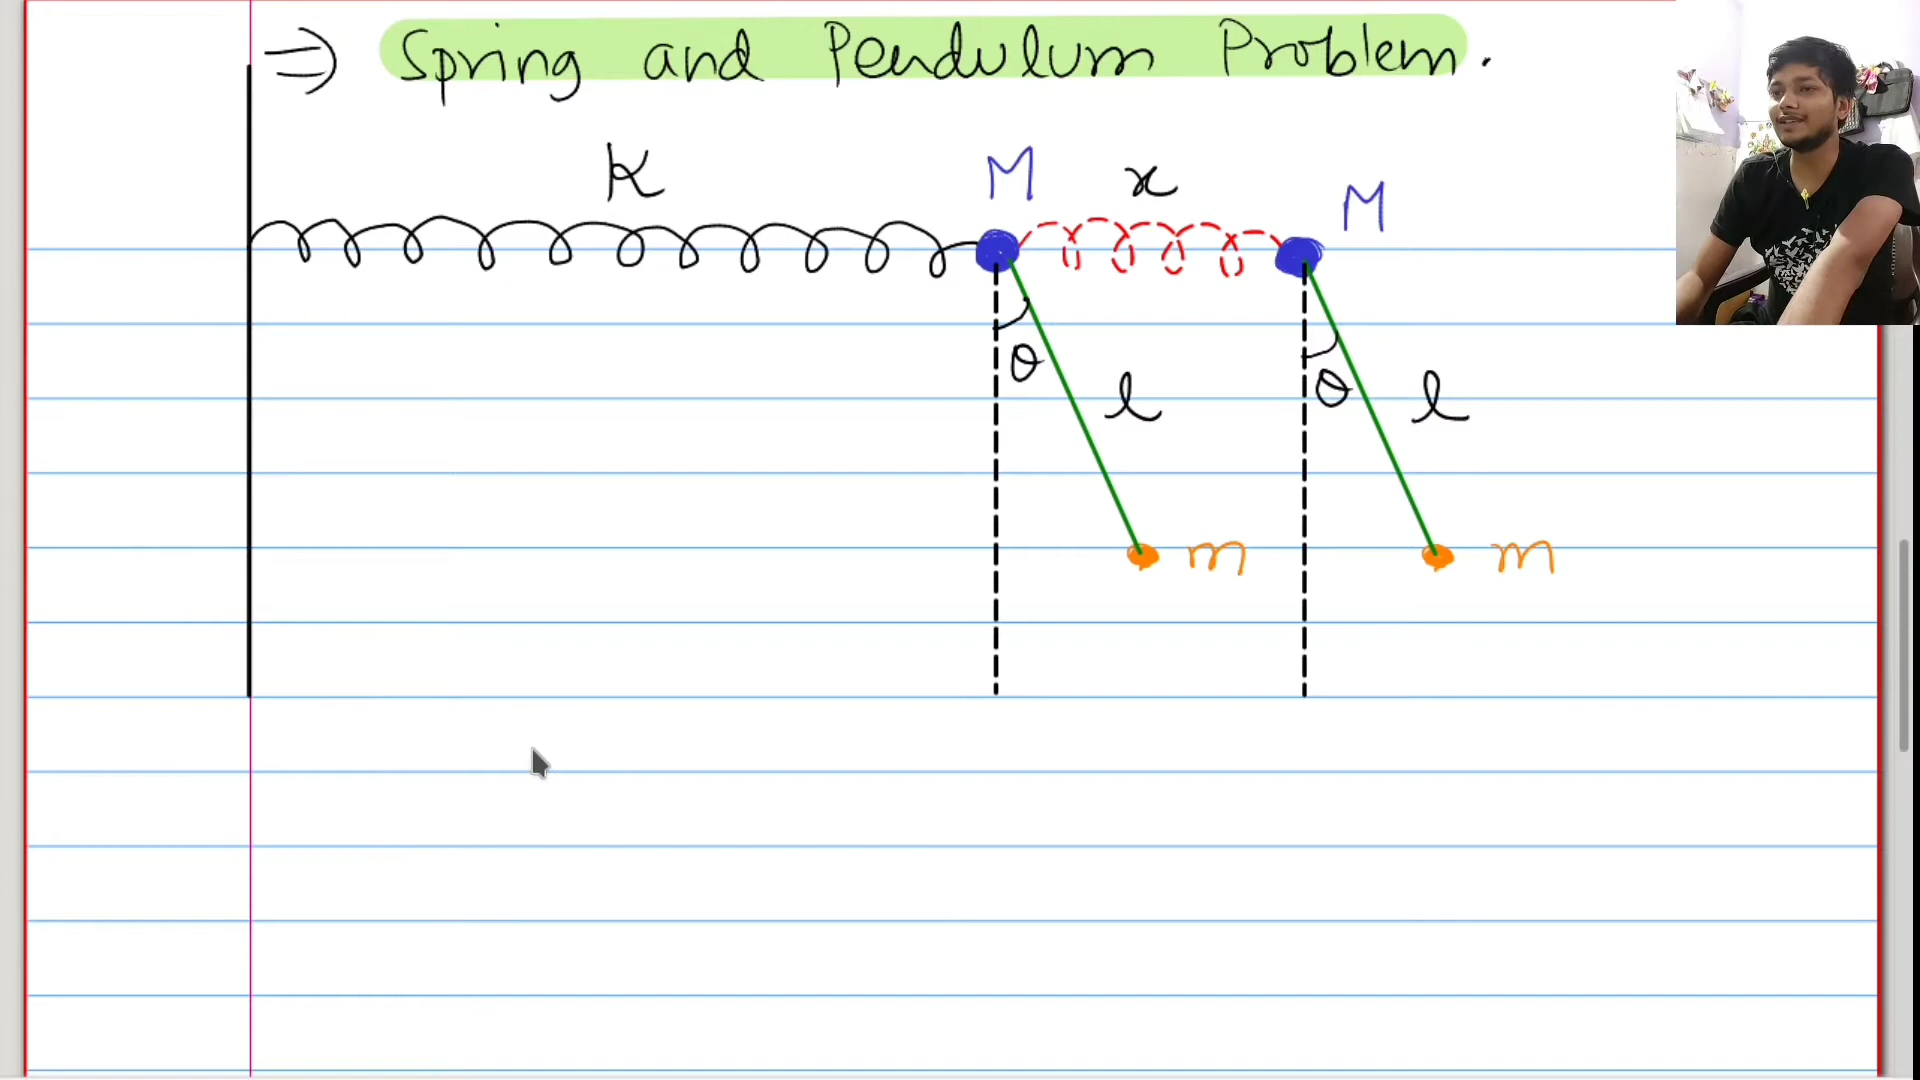 ⇒ Spring and Pendulum Problem.
K M x M
θ l θ l
m m